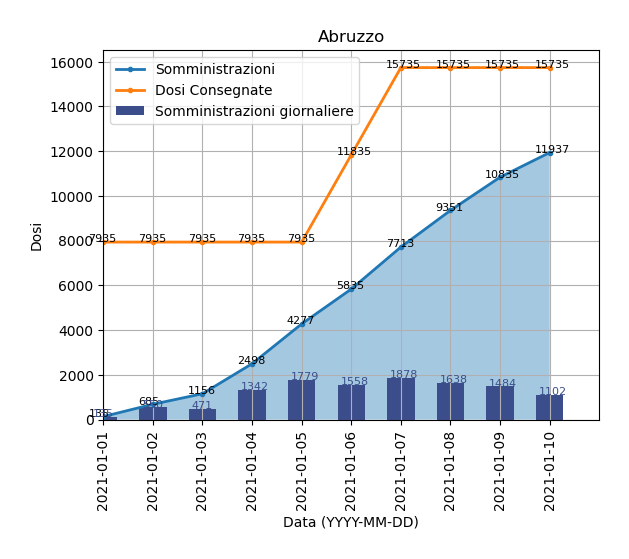 Abruzzo
Somministrazioni
Dosi Consegnate
Somministrazioni giornaliere
Dosi
16000
14000
12000
10000
8000
6000
4000
2000
0
7935 7935 7935 7935 7935 11835 15735 15735 15735 15735
685 1156 2498 4277 5835 7713 9351 10835 11937
471 1342 1779 1558 1878 1638 1484 1102
2021-01-01
2021-01-02
2021-01-03
2021-01-04
2021-01-05
2021-01-06
2021-01-07
2021-01-08
2021-01-09
2021-01-10
Data (YYYY-MM-DD)